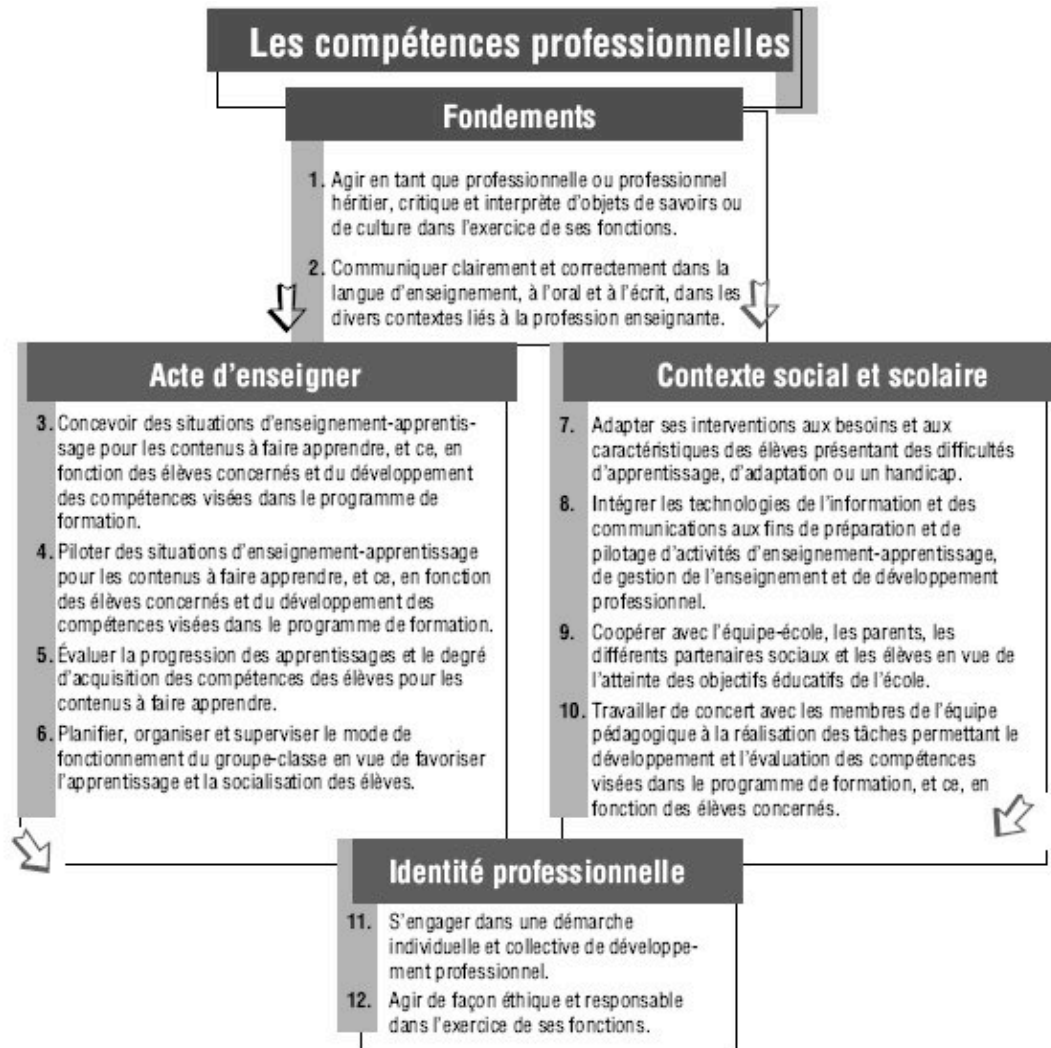 Les compétences professionnelles
Fondements
1. Agir en tant que professionnelle ou professionnel
héritier, critique et interprète d'objets de savoirs ou
de culture dans l'exercice de ses fonctions.
2. Communiquer clairement et correctement dans la
langue d'enseignement, à l'oral et à l'écrit, dans les
divers contextes liés à la profession enseignante.
Acte d'enseigner
3. Concevoir des situations d'enseignement-apprentis-
sage pour les contenus à faire apprendre, et ce, en
fonction des élèves concernés et du développement
des compétences visées dans le programme de
formation.
4. Piloter des situations d'enseignement-apprentissage
pour les contenus à faire apprendre, et ce, en fonction
des élèves concernés et du développement des
compétences visées dans le programme de formation.
5. Évaluer la progression des apprentissages et le degré
d'acquisition des compétences des élèves pour les
contenus à faire apprendre.
6. Planifier, organiser et superviser le mode de
fonctionnement du groupe-classe en vue de favoriser
l'apprentissage et la socialisation des élèves.
Contexte social et scolaire
7. Adapter ses interventions aux besoins et aux
caractéristiques des élèves présentant des difficultés
d'apprentissage, d'adaptation ou un handicap.
8. Intégrer les technologies de l'information et des
communications aux fins de préparation et de
pilotage d'activités d'enseignement-apprentissage,
de gestion de l'enseignement et de développement
professionnel.
9. Coopérer avec l'équipe-école, les parents, les
différents partenaires sociaux et les élèves en vue de
l'atteinte des objectifs éducatifs de l'école.
10. Travailler de concert avec les membres de l'équipe
pédagogique à la réalisation des tâches permettant le
développement et l'évaluation des compétences
visées dans le programme de formation, et ce, en
fonction des élèves concernés.
Identité professionnelle
11. S'engager dans une démarche
individuelle et collective de développe-
ment professionnel.
12. Agir de façon éthique et responsable
dans l'exercice de ses fonctions.